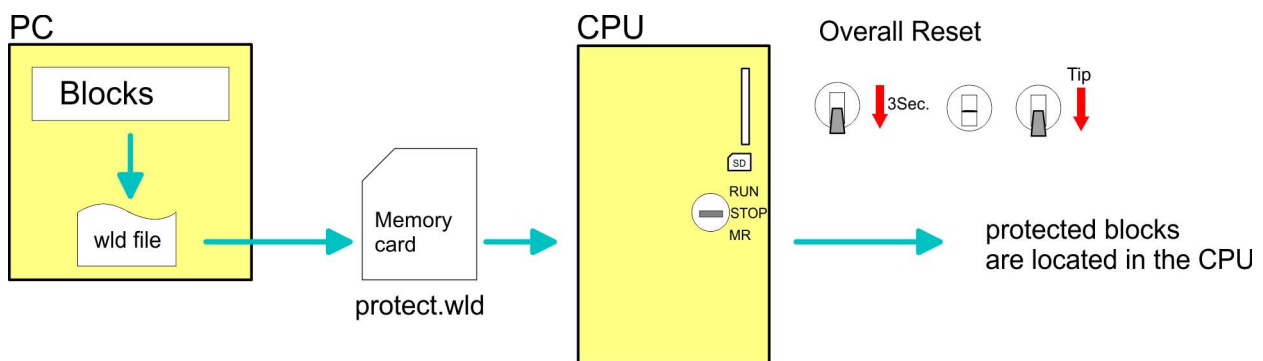 PC
Blocks
wld file
Memory
card
protect.wld
CPU
SD
RUN
STOP
MR
Overall Reset
3Sec.
Tip
protected blocks
are located in the CPU